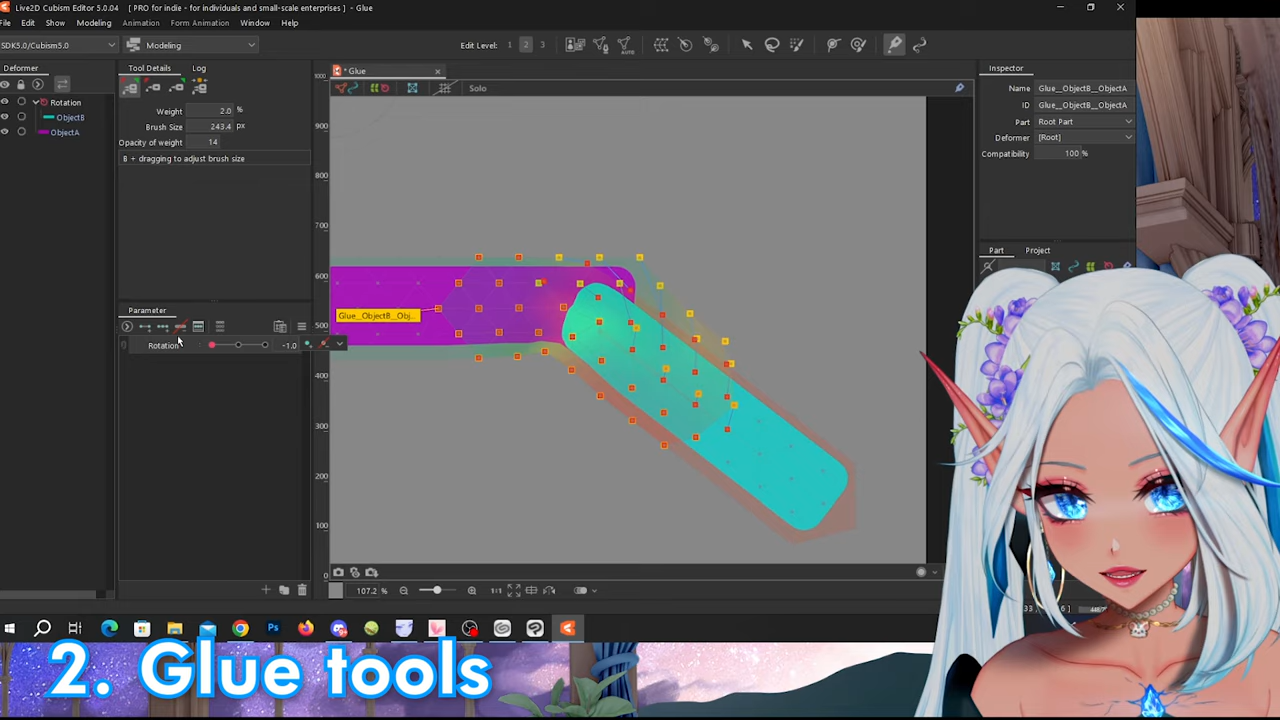 Live2D Cubism Editor 5.0.04 [ PRO for indie - for individuals and small-scale enterprises ] - Glue
File Edit Show Modeling Animation Form Animation Window Help
SDK5.0/Cubism5.0 Modeling Edit Level: 1 2 3
Deformer
Rotation
ObjectB
ObjectA
Tool Details Log
Weight 2.0 %
Brush Size 243.4 px
Opacity of weight 14
B + dragging to adjust brush size
Parameter
Rotation -1.0
* Glue
Solo
900
800
700
600
500
400
300
200
100
0
Glue__ObjectB__Obj...
107.2 %
1:1
Inspector
Name Glue__ObjectB__ObjectA
ID Glue__ObjectB__ObjectA
Part Root Part
Deformer [Root]
Compatibility 100 %
Part Project
2. Glue tools